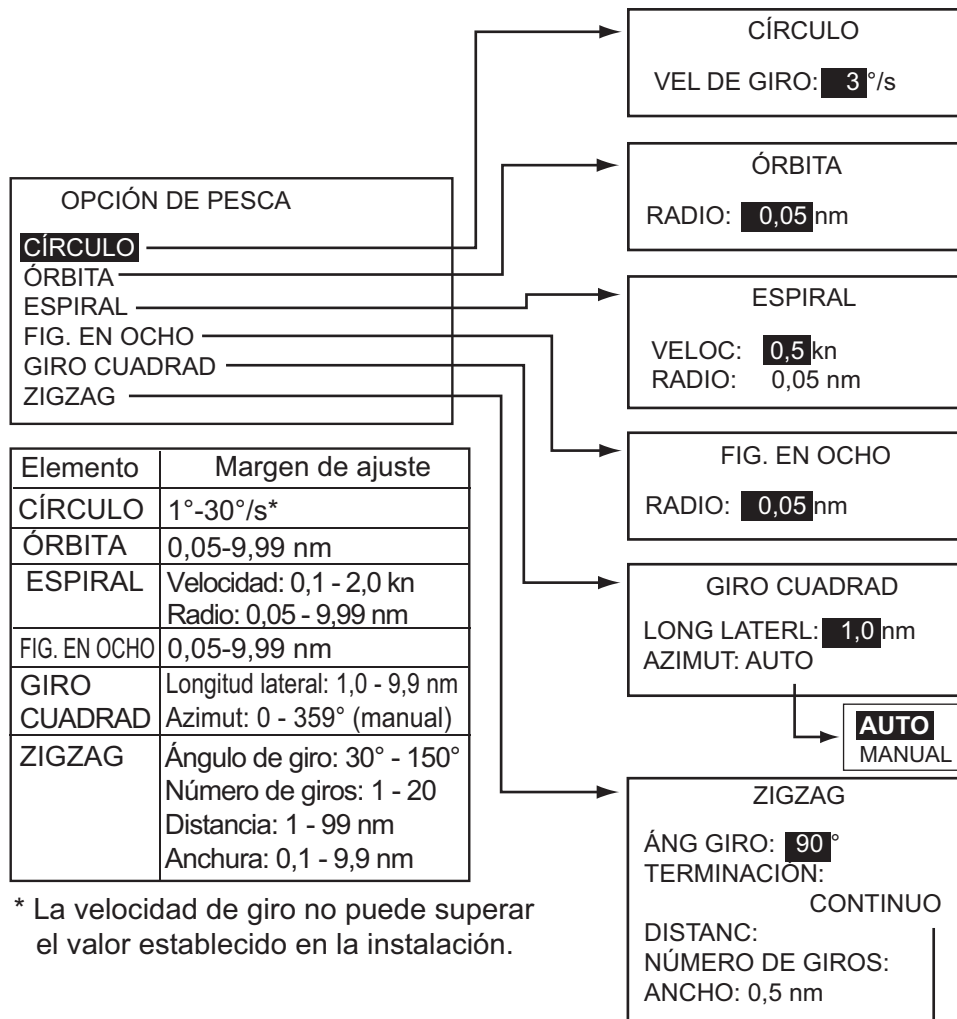 OPCIÓN DE PESCA
CÍRCULO
ÓRBITA
ESPIRAL
FIG. EN OCHO
GIRO CUADRAD
ZIGZAG
CÍRCULO
VEL DE GIRO: 3 °/s
ÓRBITA
RADIO: 0,05 nm
ESPIRAL
VELOC: 0,5 kn
RADIO: 0,05 nm
FIG. EN OCHO
RADIO: 0,05 nm
GIRO CUADRAD
LONG LATERL: 1,0 nm
AZIMUT: AUTO
AUTO
MANUAL
ZIGZAG
ÁNG GIRO: 90 °
TERMINACIÓN:
CONTINUO
DISTANC:
NÚMERO DE GIROS:
ANCHO: 0,5 nm
Elemento Margen de ajuste
CÍRCULO 1°-30°/s*
ÓRBITA 0,05-9,99 nm
ESPIRAL Velocidad: 0,1 - 2,0 kn
Radio: 0,05 - 9,99 nm
FIG. EN OCHO 0,05-9,99 nm
GIRO Longitud lateral: 1,0 - 9,9 nm
CUADRAD Azimut: 0 - 359° (manual)
ZIGZAG Ángulo de giro: 30° - 150°
Número de giros: 1 - 20
Distancia: 1 - 99 nm
Anchura: 0,1 - 9,9 nm
* La velocidad de giro no puede superar
el valor establecido en la instalación.